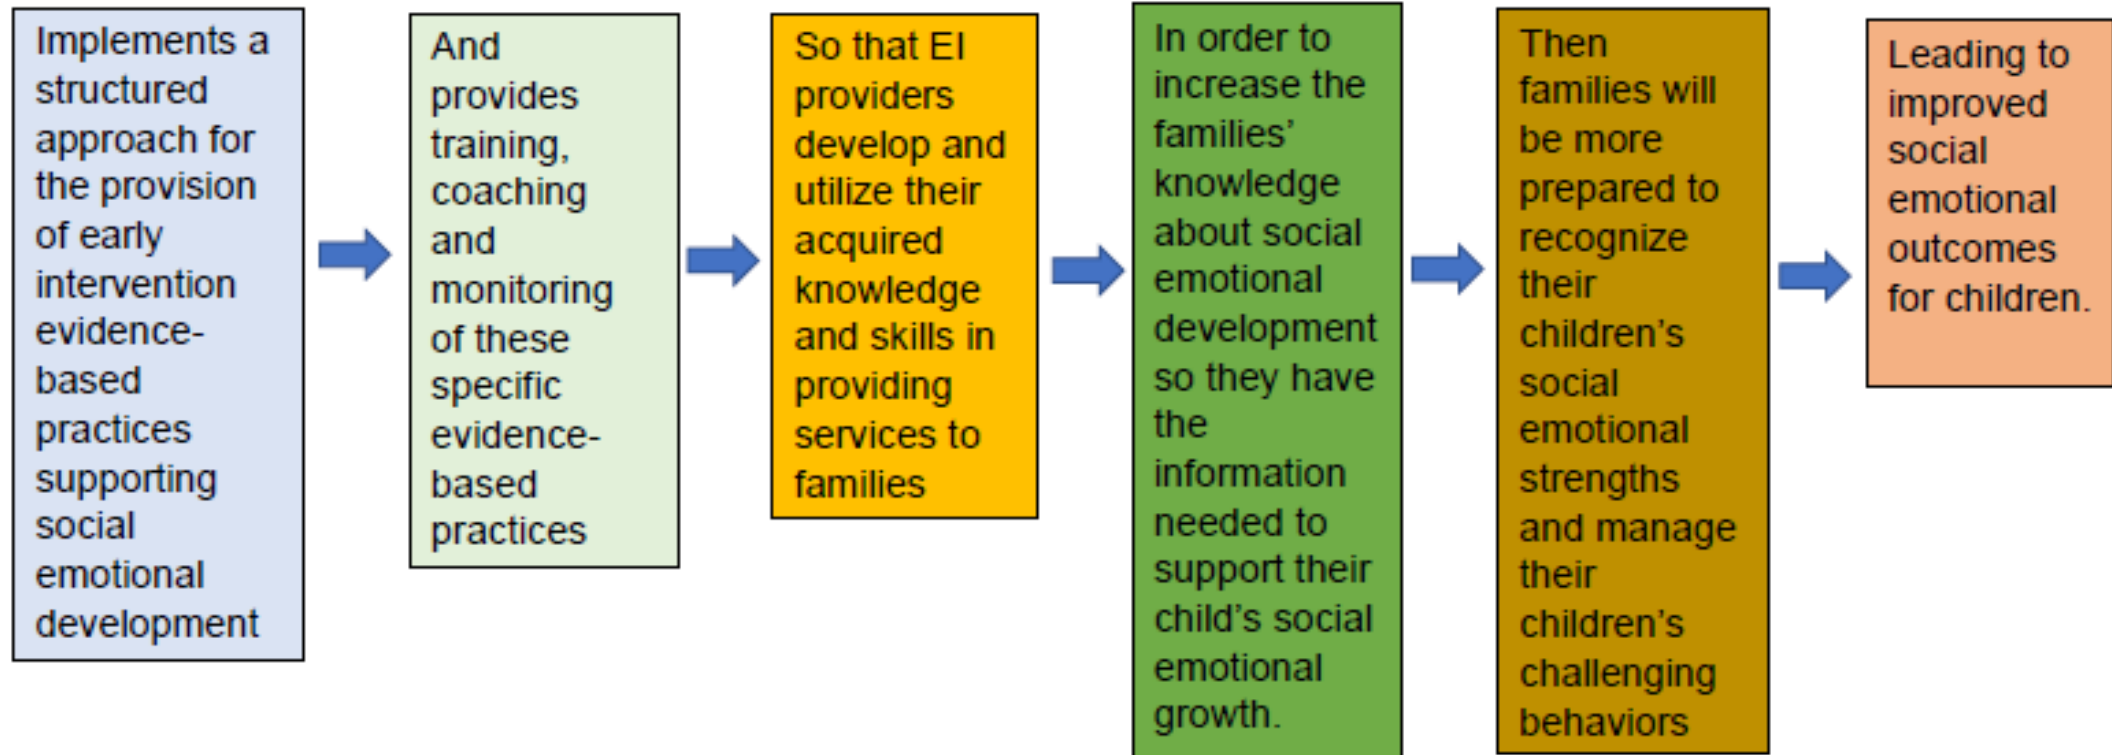 Implements a
structured
approach for
the provision
of early
intervention
evidence-
based
practices
supporting
social
emotional
development
And
provides
training,
coaching
and
monitoring
of these
specific
evidence-
based
practices
So that EI
providers
develop and
utilize their
acquired
knowledge
and skills in
providing
services to
families
In order to
increase the
families’
knowledge
about social
emotional
development
so they have
the
information
needed to
support their
child’s social
emotional
growth.
Then
families will
be more
prepared to
recognize
their
children’s
social
emotional
strengths
and manage
their
children’s
challenging
behaviors
Leading to
improved
social
emotional
outcomes
for children.